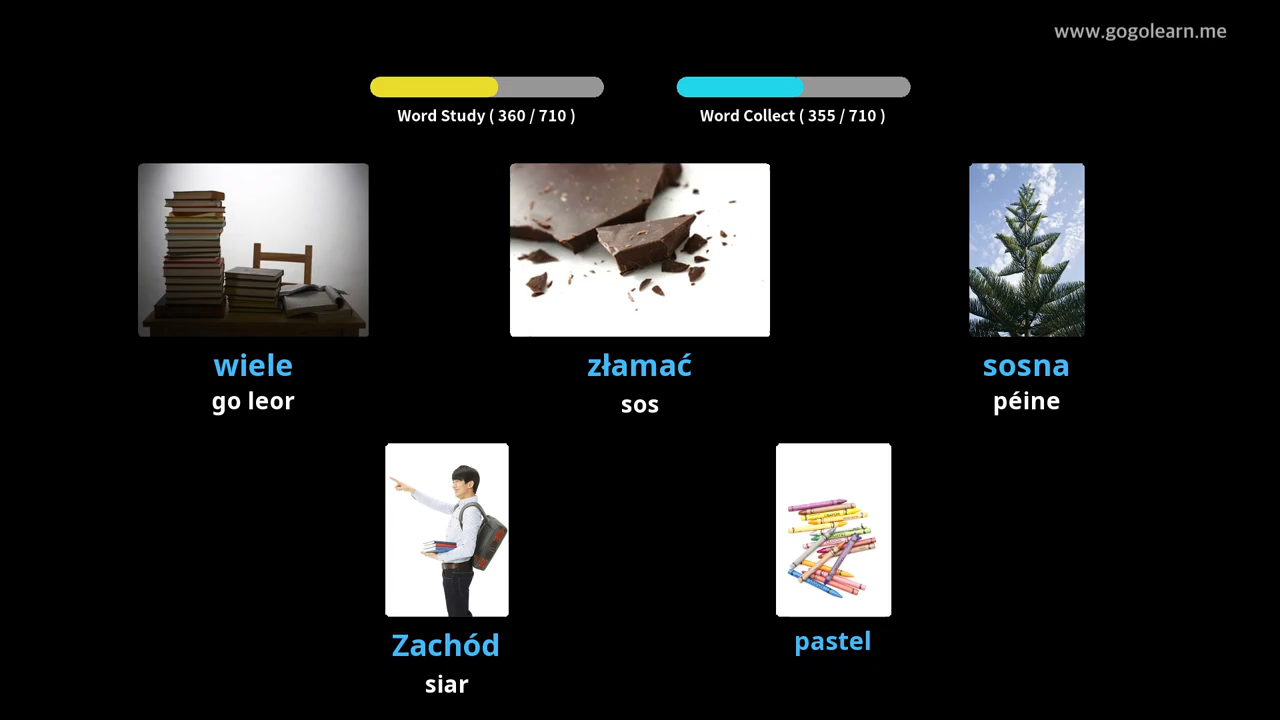 www.gogolearn.me
Word Study ( 360 / 710 )
Word Collect ( 355 / 710 )
wiele
go leor
złamać
sos
sosna
péine
Zachód
siar
pastel